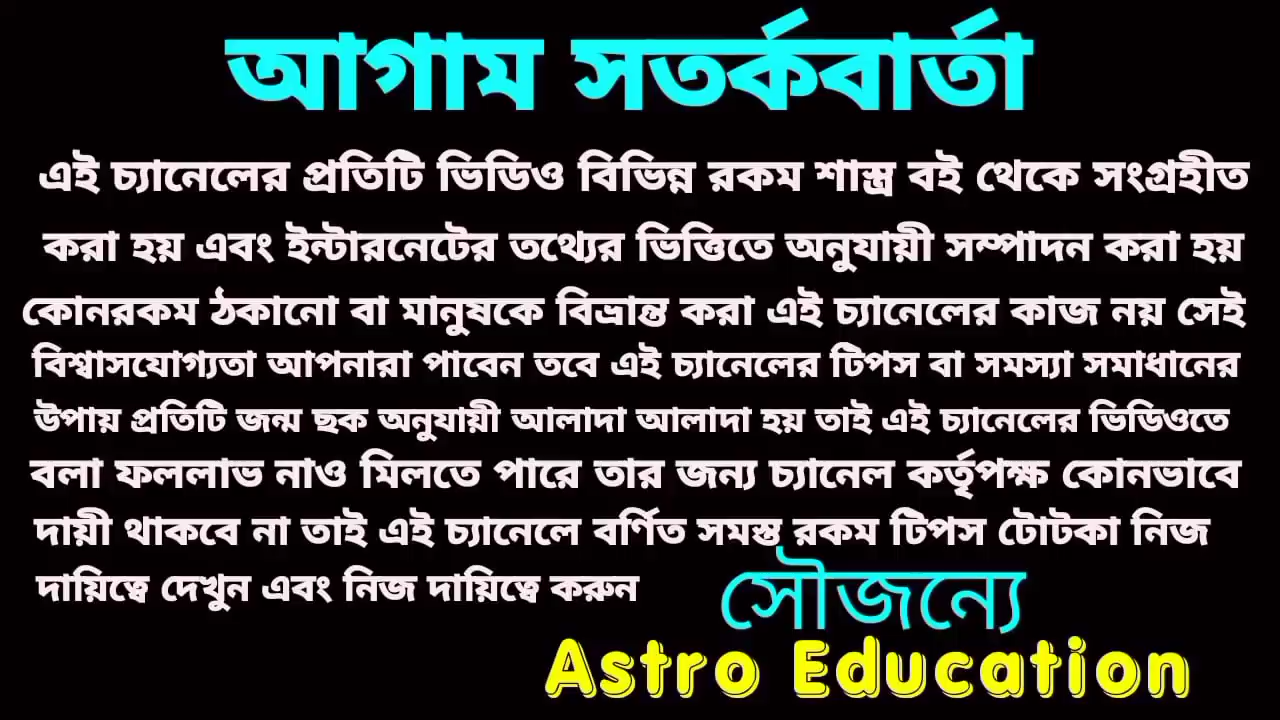 আগাম সতর্কবার্তা
এই চ্যানেলের প্রতিটি ভিডিও বিভিন্ন রকম শাস্ত্র বই থেকে সংগ্রহীত
করা হয় এবং ইন্টারনেটের তথ্যের ভিত্তিতে অনুযায়ী সম্পাদন করা হয়
কোনরকম ঠকানো বা মানুষকে বিভ্রান্ত করা এই চ্যানেলের কাজ নয় সেই
বিশ্বাসযোগ্যতা আপনারা পাবেন তবে এই চ্যানেলের টিপস বা সমস্যা সমাধানের
উপায় প্রতিটি জন্ম ছক অনুযায়ী আলাদা আলাদা হয় তাই এই চ্যানেলের ভিডিওতে
বলা ফললাভ নাও মিলতে পারে তার জন্য চ্যানেল কর্তৃপক্ষ কোনভাবে
দায়ী থাকবে না তাই এই চ্যানেলে বর্ণিত সমস্ত রকম টিপস টোটকা নিজ
দায়িত্বে দেখুন এবং নিজ দায়িত্বে করুন
সৌজন্যে
Astro Education